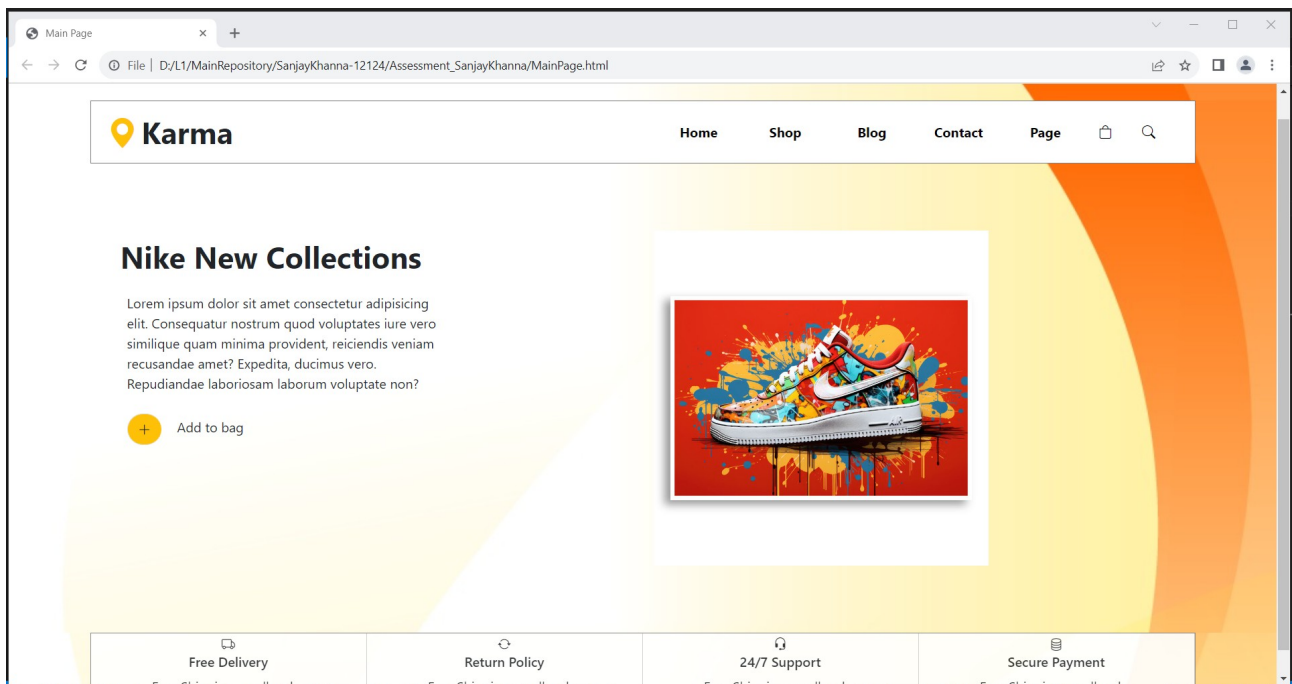 Main Page
File | D:/L1/MainRepository/SanjayKhanna-12124/Assessment_SanjayKhanna/MainPage.html
Karma
Home Shop Blog Contact Page
Nike New Collections
Lorem ipsum dolor sit amet consectetur adipisicing
elit. Consequatur nostrum quod voluptates iure vero
similique quam minima provident, reiciendis veniam
recusandae amet? Expedita, ducimus vero.
Repudiandae laboriosam laborum voluptate non?
+ Add to bag
Free Delivery Return Policy 24/7 Support Secure Payment